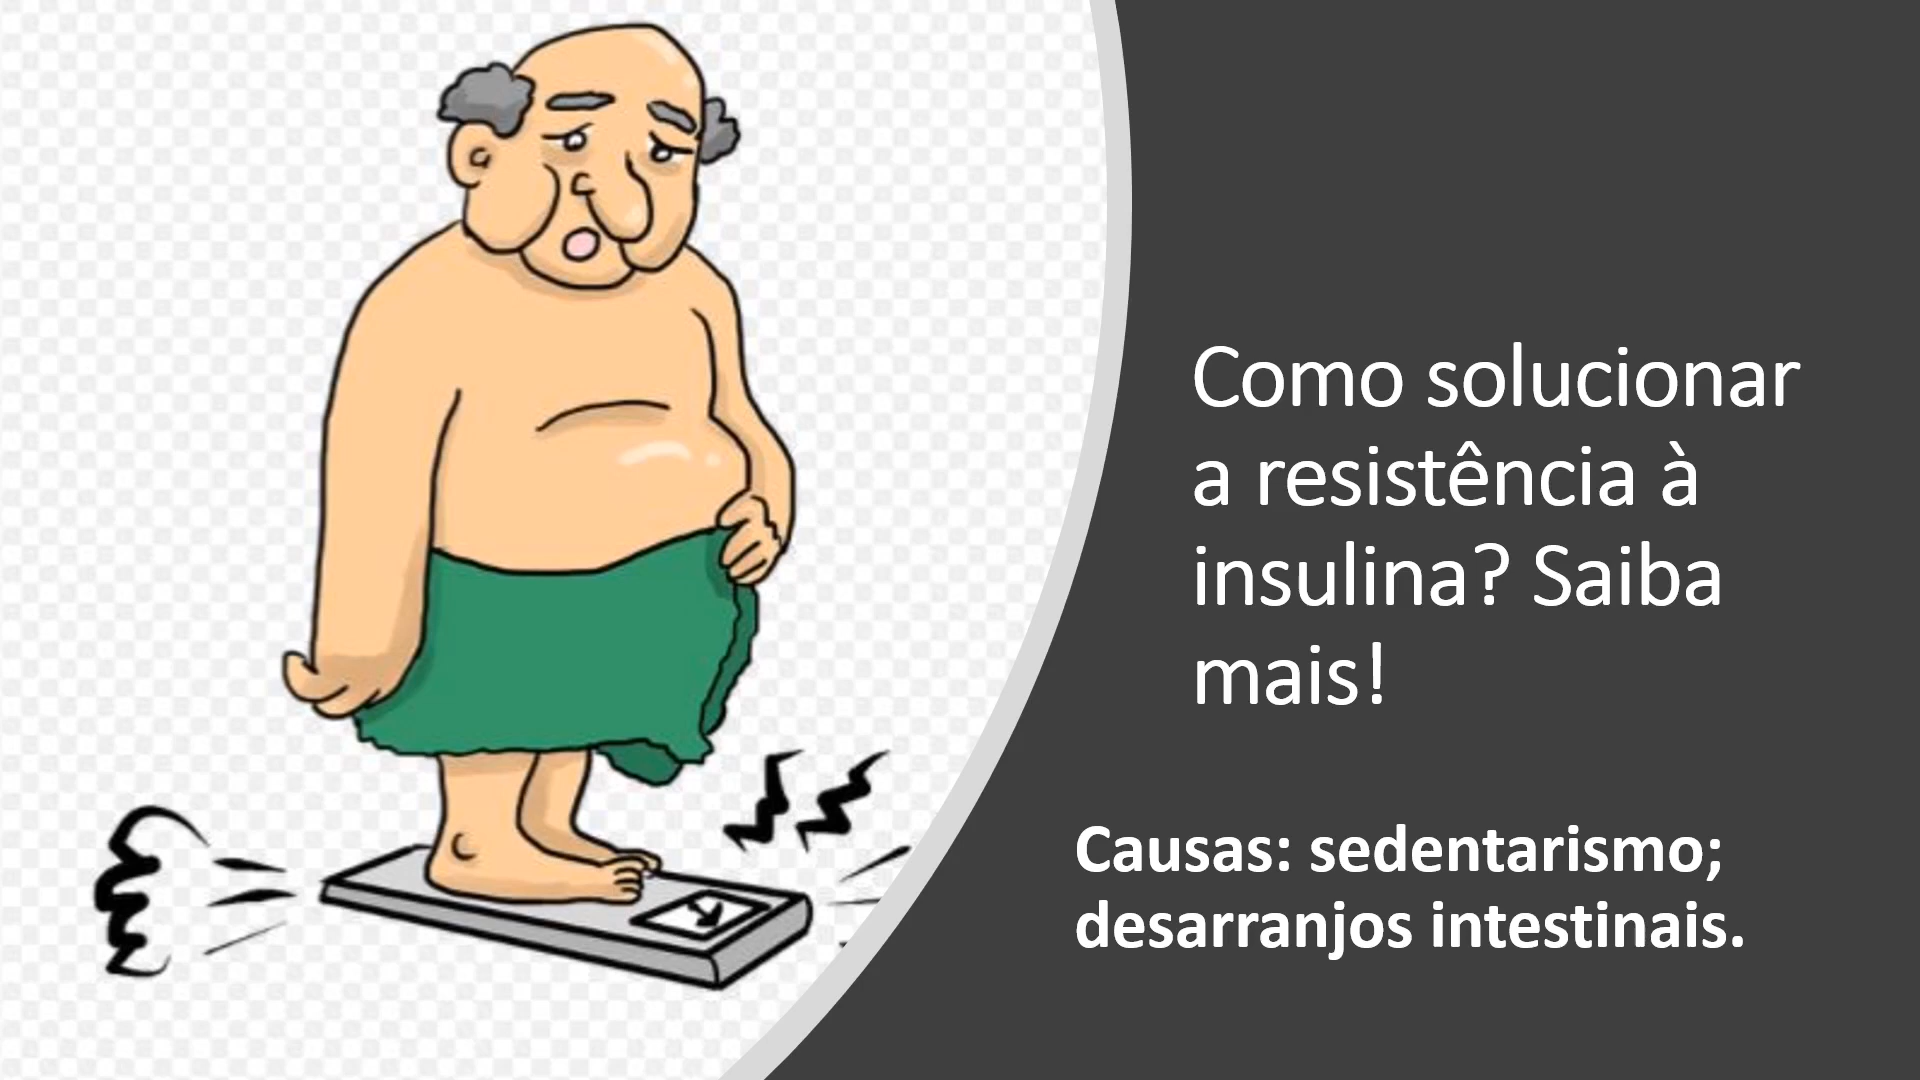 Como solucionar
a resistência à
insulina? Saiba
mais!
Causas: sedentarismo;
desarranjos intestinais.